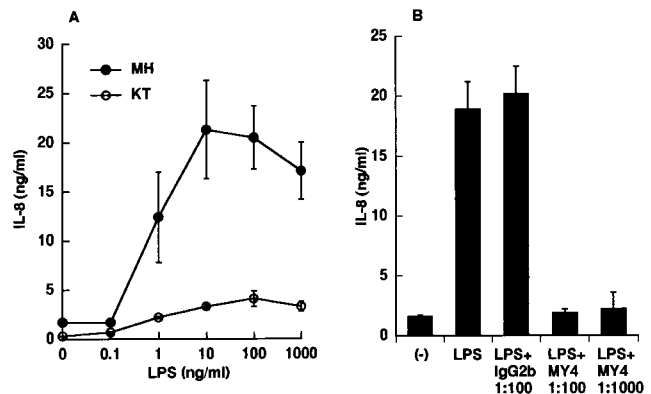 A
30
25
20
15
10
5
0
IL-8 (ng/ml)
MH
KT
0 0.1 1 10 100 1000
LPS (ng/ml)
B
25
20
15
10
5
0
IL-8 (ng/ml)
(-) LPS LPS+ LPS+ LPS+
IgG2b MY4 MY4
1:100 1:100 1:1000